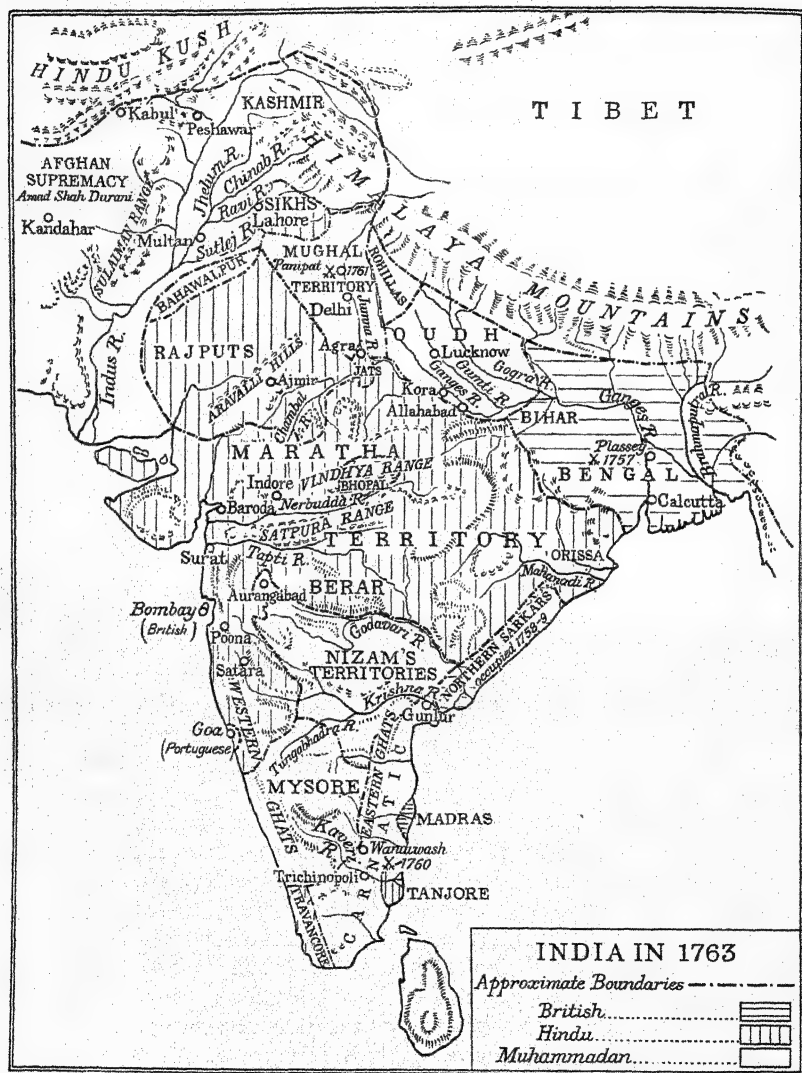 HINDU KUSH
TIBET
KASHMIR
Kabul
Peshawar
HIMALAYA MOUNTAINS
AFGHAN
SUPREMACY
Amad Shah Durani
Jhelum R.
Chinab R.
Ravi R.
SIKHS
Lahore
Kandahar
SULAIMAN RANGE
Multan
Sutlej R.
MUGHAL
Panipat 1761
TERRITORY
Delhi
ROHILLAS
BAHAWALPUR
Jumna R.
OUDH
RAJPUTS
Indus R.
Agra
JATS
Lucknow
Gumti R.
Gogra R.
Ganges R.
ARAVALLI HILLS
Ajmir
Kora
Allahabad
BIHAR
Ganges R.
Brahmaputra R.
Chambal R.
MARATHA
Plassey
1757
BENGAL
Indore
VINDHYA RANGE
BHOPAL
Baroda
Nerbudda R.
Calcutta
SATPURA RANGE
TERRITORY
ORISSA
Surat
Tapti R.
Mahanadi R.
Aurangabad
BERAR
Bombay
(British)
Godavari R.
Poona
NIZAM'S
TERRITORIES
NORTHERN SARKARS
occupied 1758-9
Satara
Krishna R.
Guntur
WESTERN GHATS
Goa
(Portuguese)
Tungabhadra R.
EASTERN GHATS
MYSORE
CARNATIC
MADRAS
Kaveri R.
Wandiwash
1760
Trichinopoli
TANJORE
TRAVANCORE
INDIA IN 1763
Approximate Boundaries
British
Hindu
Muhammadan